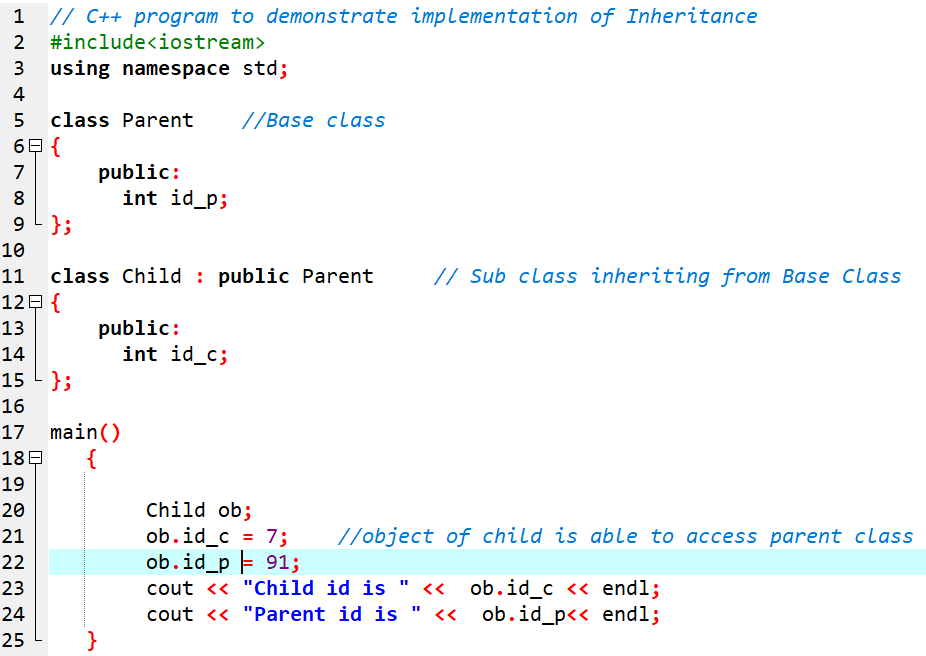 1 // C++ program to demonstrate implementation of Inheritance
2 #include<iostream>
3 using namespace std;
4
5 class Parent    //Base class
6 {
7     public:
8       int id_p;
9 };
10
11 class Child : public Parent     // Sub class inheriting from Base Class
12 {
13     public:
14       int id_c;
15 };
16
17 main()
18    {
19
20         Child ob;
21         ob.id_c = 7;    //object of child is able to access parent class
22         ob.id_p = 91;
23         cout << "Child id is " <<  ob.id_c << endl;
24         cout << "Parent id is " <<  ob.id_p<< endl;
25    }